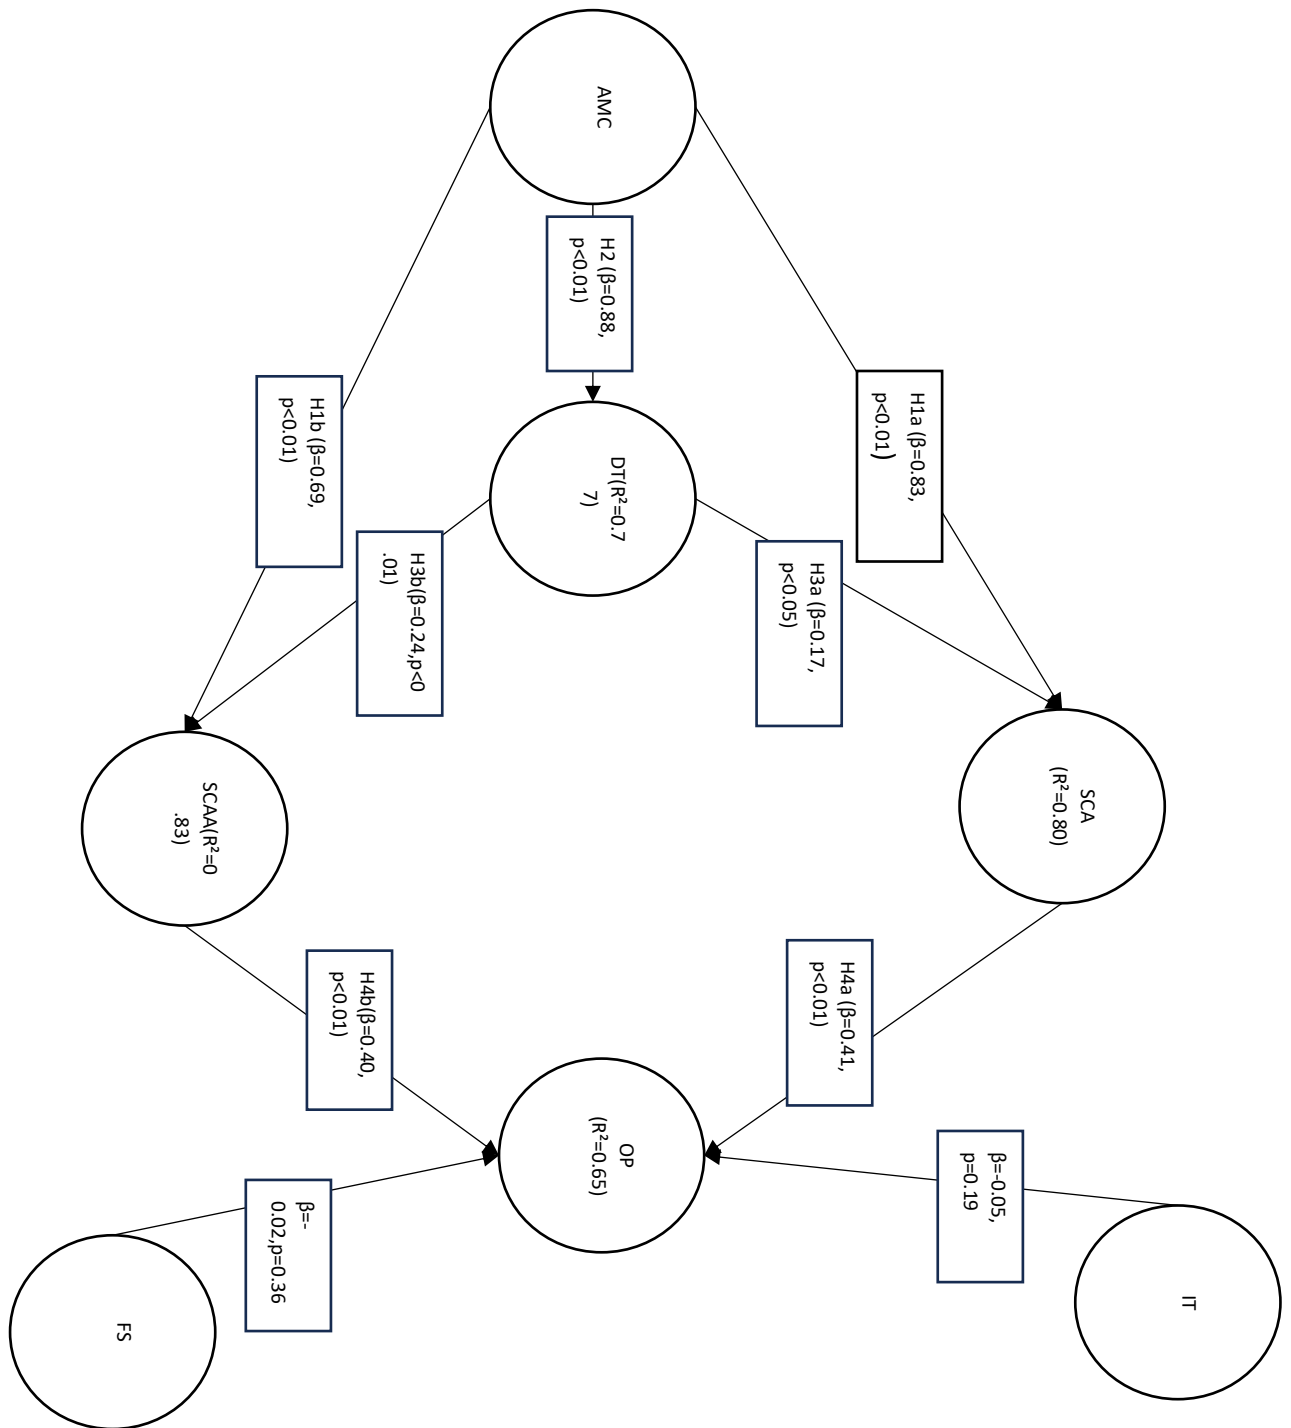 AMC
H1a (β=0.83,
p<0.01)
H2 (β=0.88,
p<0.01)
H1b (β=0.69,
p<0.01)
DT(R²=0.7
7)
H3a (β=0.17,
p<0.05)
H3b(β=0.24,p<0
.01)
SCA
(R²=0.80)
SCAA(R²=0
.83)
H4a (β=0.41,
p<0.01)
H4b(β=0.40,
p<0.01)
OP
(R²=0.65)
β=-0.05,
p=0.19
β=-
0.02,p=0.36
IT
FS